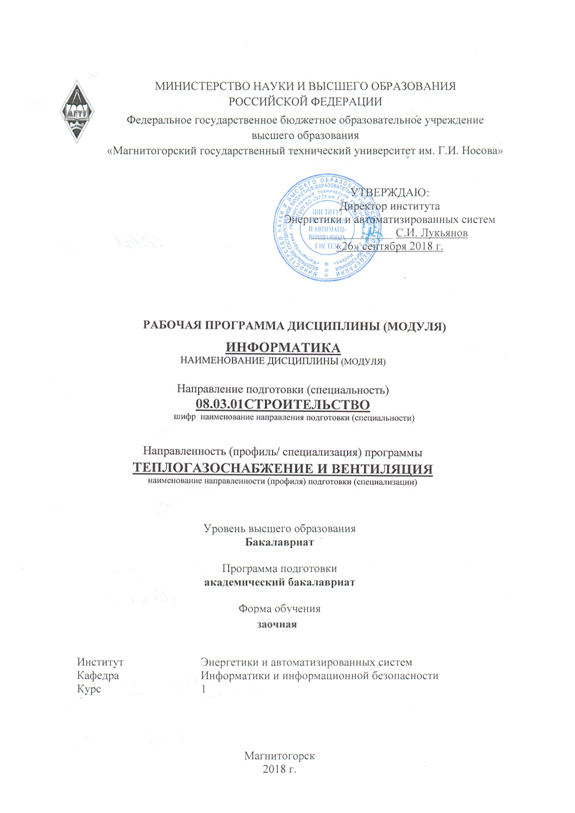 МГТУ
МИНИСТЕРСТВО НАУКИ И ВЫСШЕГО ОБРАЗОВАНИЯ
РОССИЙСКОЙ ФЕДЕРАЦИИ
Федеральное государственное бюджетное образовательное учреждение
высшего образования
«Магнитогорский государственный технический университет им. Г.И. Носова»
УТВЕРЖДАЮ:
Директор института
Энергетики и автоматизированных систем
С.И. Лукьянов
«26» сентября 2018 г.
РАБОЧАЯ ПРОГРАММА ДИСЦИПЛИНЫ (МОДУЛЯ)
ИНФОРМАТИКА
НАИМЕНОВАНИЕ ДИСЦИПЛИНЫ (МОДУЛЯ)
Направление подготовки (специальность)
08.03.01СТРОИТЕЛЬСТВО
шифр наименование направления подготовки (специальности)
Направленность (профиль/ специализация) программы
ТЕПЛОГАЗОСНАБЖЕНИЕ И ВЕНТИЛЯЦИЯ
наименование направленности (профиля) подготовки (специализации)
Уровень высшего образования
Бакалавриат
Программа подготовки
академический бакалавриат
Форма обучения
заочная
Институт Энергетики и автоматизированных систем
Кафедра Информатики и информационной безопасности
Курс 1
Магнитогорск
2018 г.